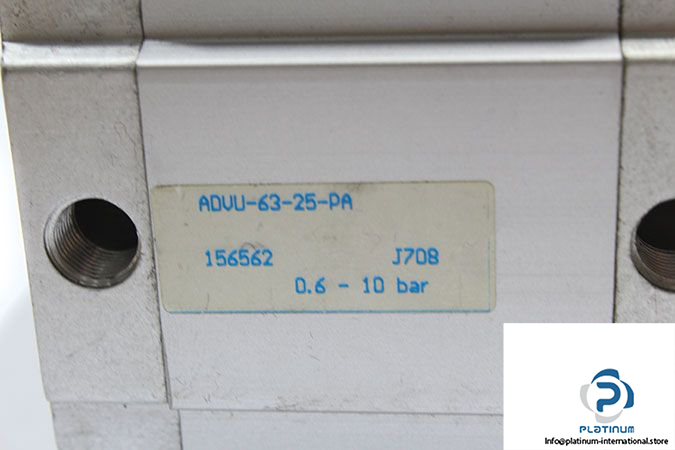 ADVU-63-25-PA
156562 J708
0.6 - 10 bar
PLATINUM
Info@platinum-international.store